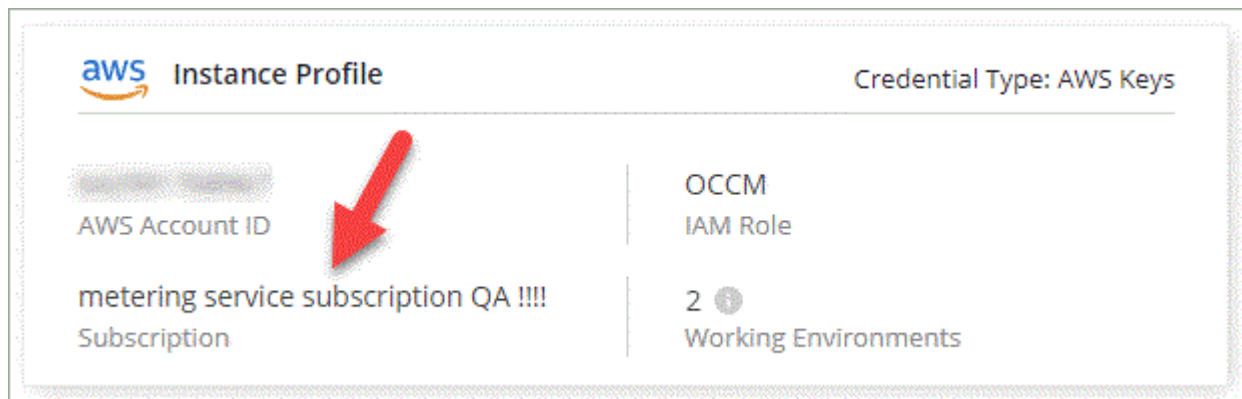 aws Instance Profile
Credential Type: AWS Keys
AWS Account ID
OCCM
IAM Role
metering service subscription QA !!!!
Subscription
2
Working Environments